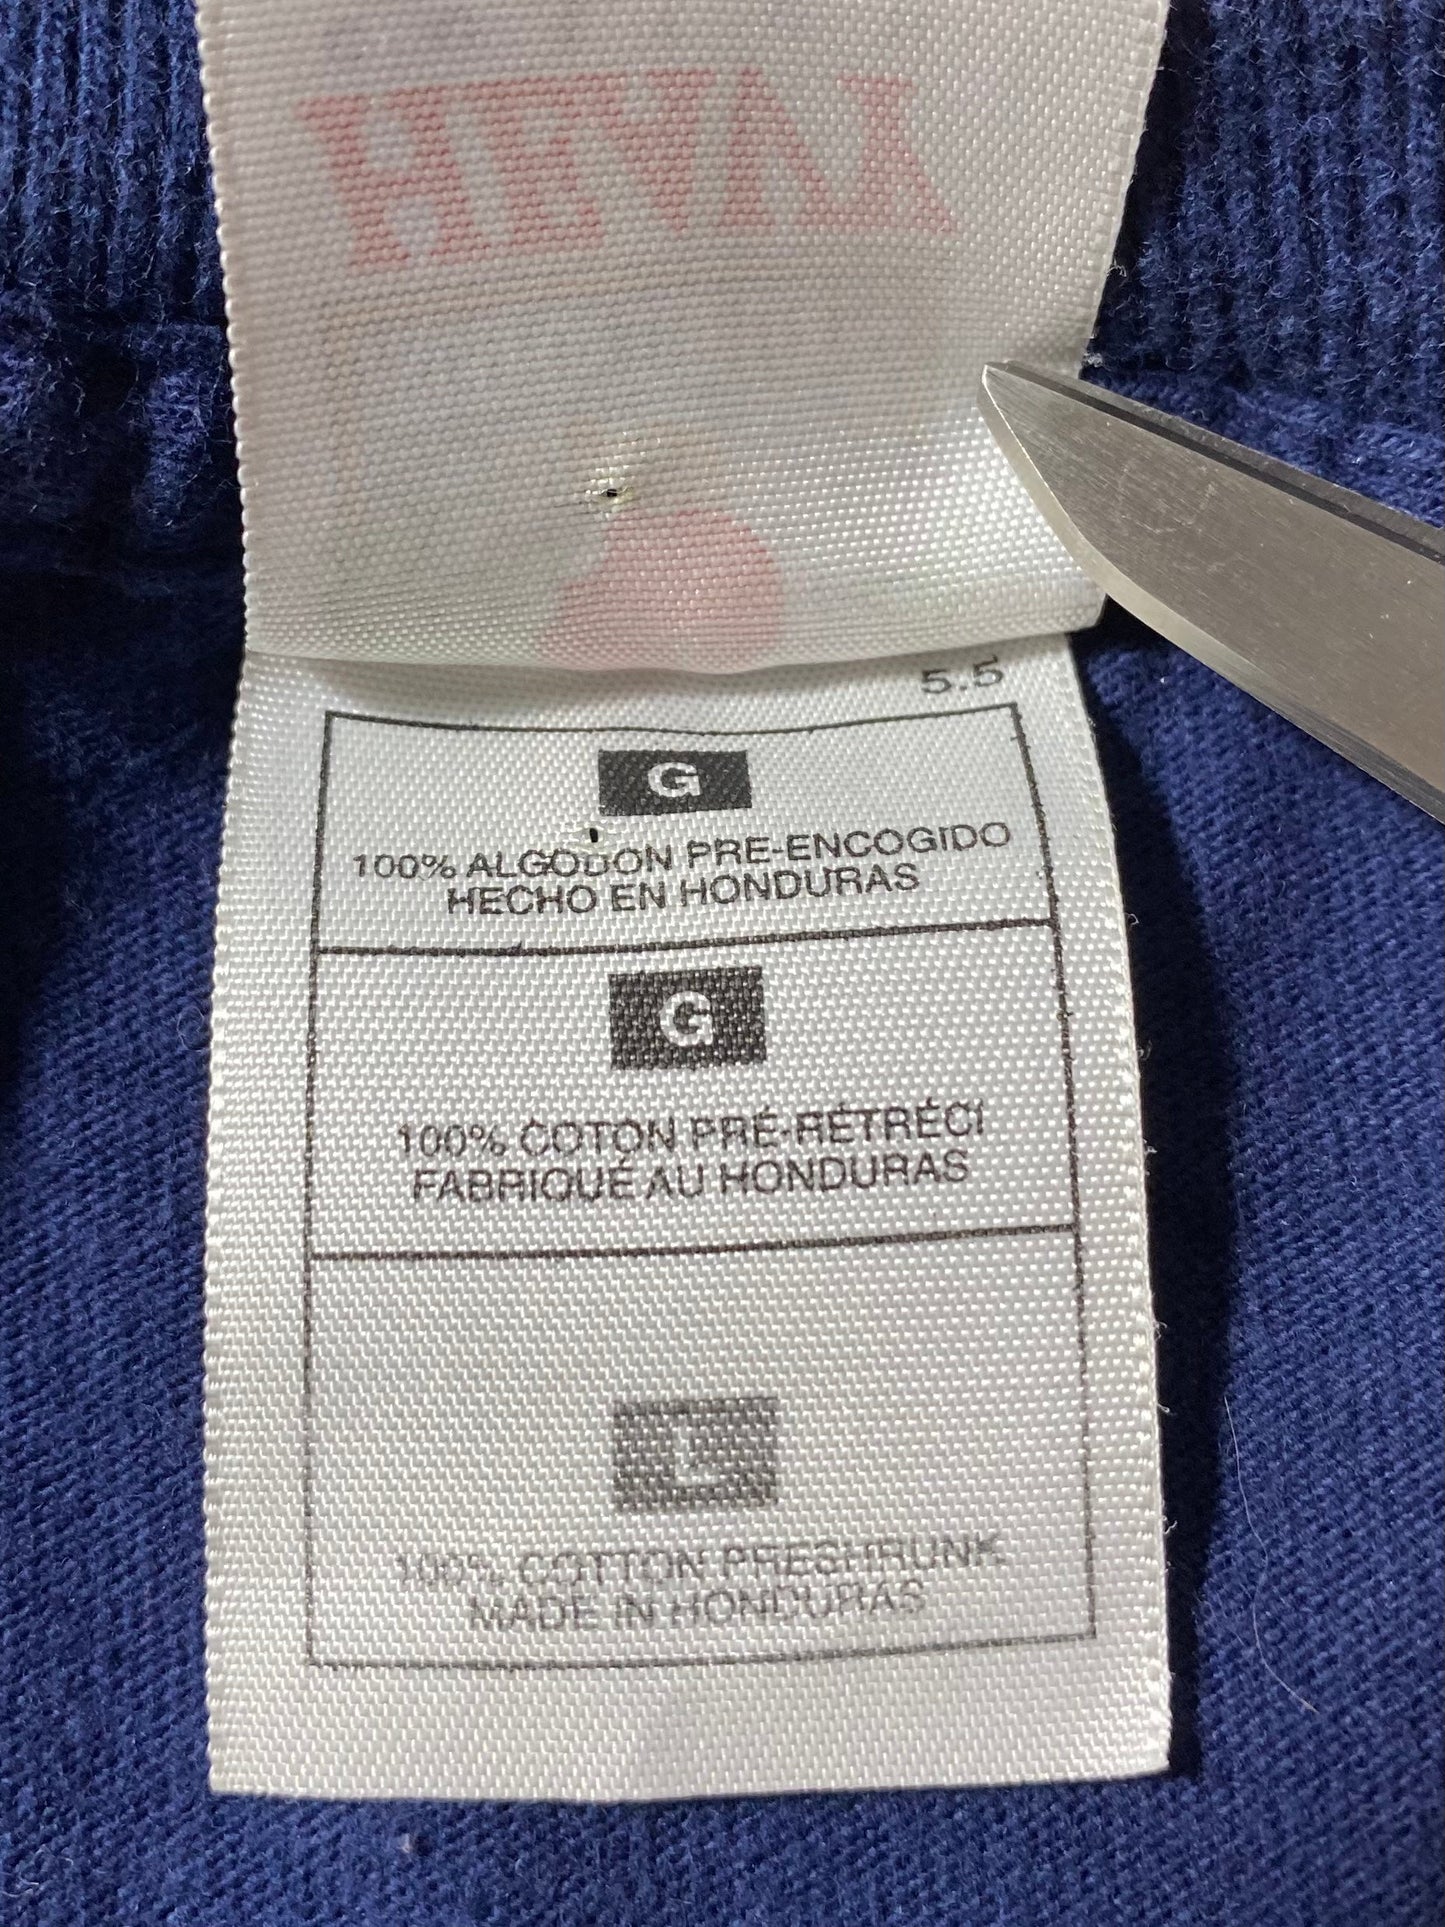 HEAVY
5.5
G
100% ALGODON PRE-ENCOGIDO
HECHO EN HONDURAS
G
100% COTON PRÉ-RÉTRÉCI
FABRIQUÉ AU HONDURAS
L
100% COTTON PRESHRUNK
MADE IN HONDURAS